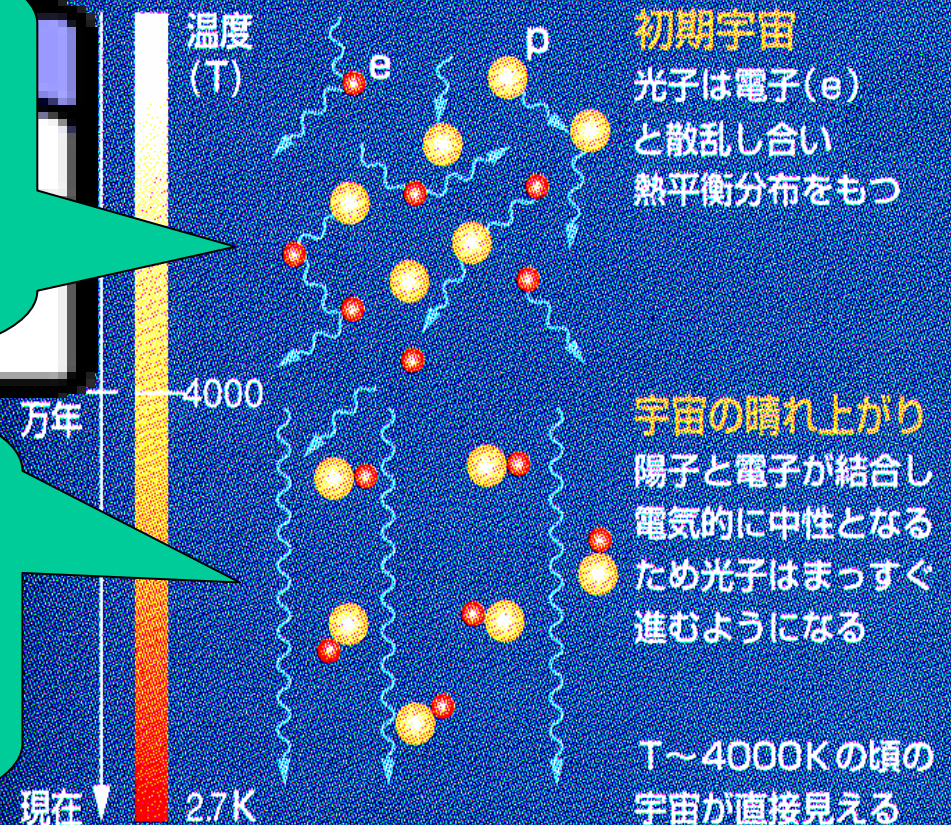 温度
(T)
e
p
初期宇宙
光子は電子(e)
と散乱し合い
熱平衡分布をもつ
4000
万年
宇宙の晴れ上がり
陽子と電子が結合し
電気的に中性となる
ため光子はまっすぐ
進むようになる
T～4000Kの頃の
宇宙が直接見える
現在
2.7K